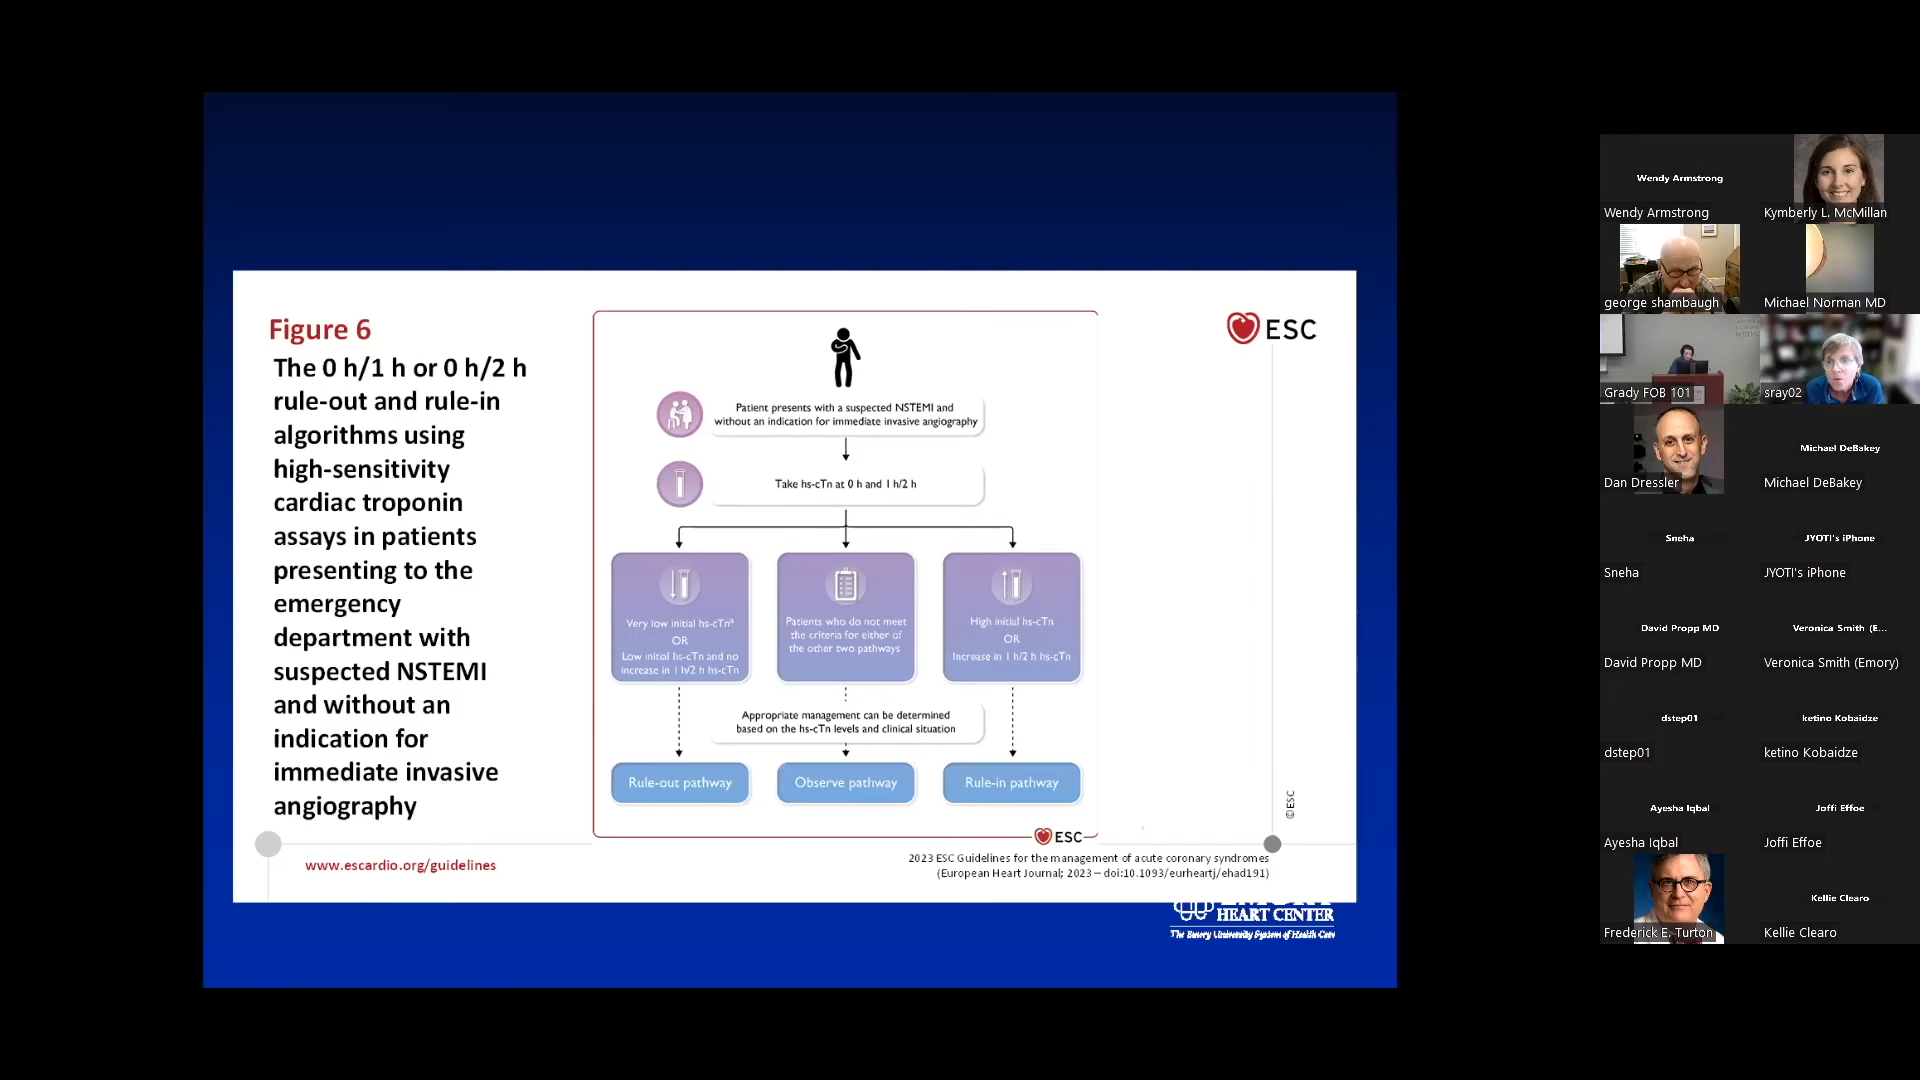 Figure 6
The 0 h/1 h or 0 h/2 h
rule-out and rule-in
algorithms using
high-sensitivity
cardiac troponin
assays in patients
presenting to the
emergency
department with
suspected NSTEMI
and without an
indication for
immediate invasive
angiography
Patient presents with a suspected NSTEMI and
without an indication for immediate invasive angiography
Take hs-cTn at 0 h and 1 h/2 h
Very low initial hs-cTnª
OR
Low initial hs-cTn and no
increase in 1 h/2 h hs-cTn
Patients who do not meet
the criteria for either of
the other two pathways
High initial hs-cTn
OR
Increase in 1 h/2 h hs-cTn
Appropriate management can be determined
based on the hs-cTn levels and clinical situation
Rule-out pathway
Observe pathway
Rule-in pathway
ESC
ESC
©ESC
www.escardio.org/guidelines
2023 ESC Guidelines for the management of acute coronary syndromes
(European Heart Journal; 2023 – doi:10.1093/eurheartj/ehad191)
HEART CENTER
The Emory University System of Health Care
Wendy Armstrong
Wendy Armstrong
Kymberly L. McMillan
george shambaugh
Michael Norman MD
Grady FOB 101
sray02
Dan Dressler
Michael DeBakey
Michael DeBakey
Sneha
Sneha
JYOTI's iPhone
JYOTI's iPhone
David Propp MD
David Propp MD
Veronica Smith (E...
Veronica Smith (Emory)
dstep01
dstep01
ketino Kobaidze
ketino Kobaidze
Ayesha Iqbal
Ayesha Iqbal
Joffi Effoe
Joffi Effoe
Frederick E. Turton
Kellie Clearo
Kellie Clearo